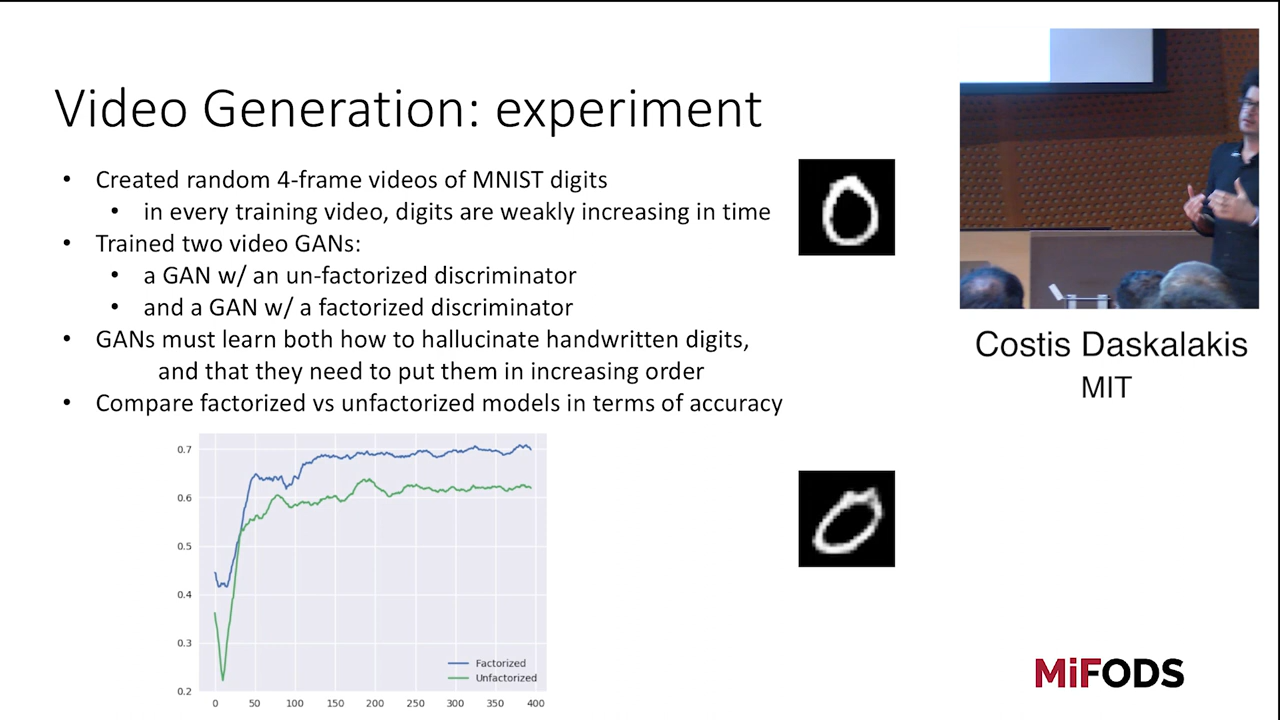 Video Generation: experiment
• Created random 4-frame videos of MNIST digits
• in every training video, digits are weakly increasing in time
• Trained two video GANs:
• a GAN w/ an un-factorized discriminator
• and a GAN w/ a factorized discriminator
• GANs must learn both how to hallucinate handwritten digits,
and that they need to put them in increasing order
• Compare factorized vs unfactorized models in terms of accuracy
0.7
0.6
0.5
0.4
0.3
0.2
0 50 100 150 200 250 300 350 400
Factorized
Unfactorized
0
0
Costis Daskalakis
MIT
MiFODS